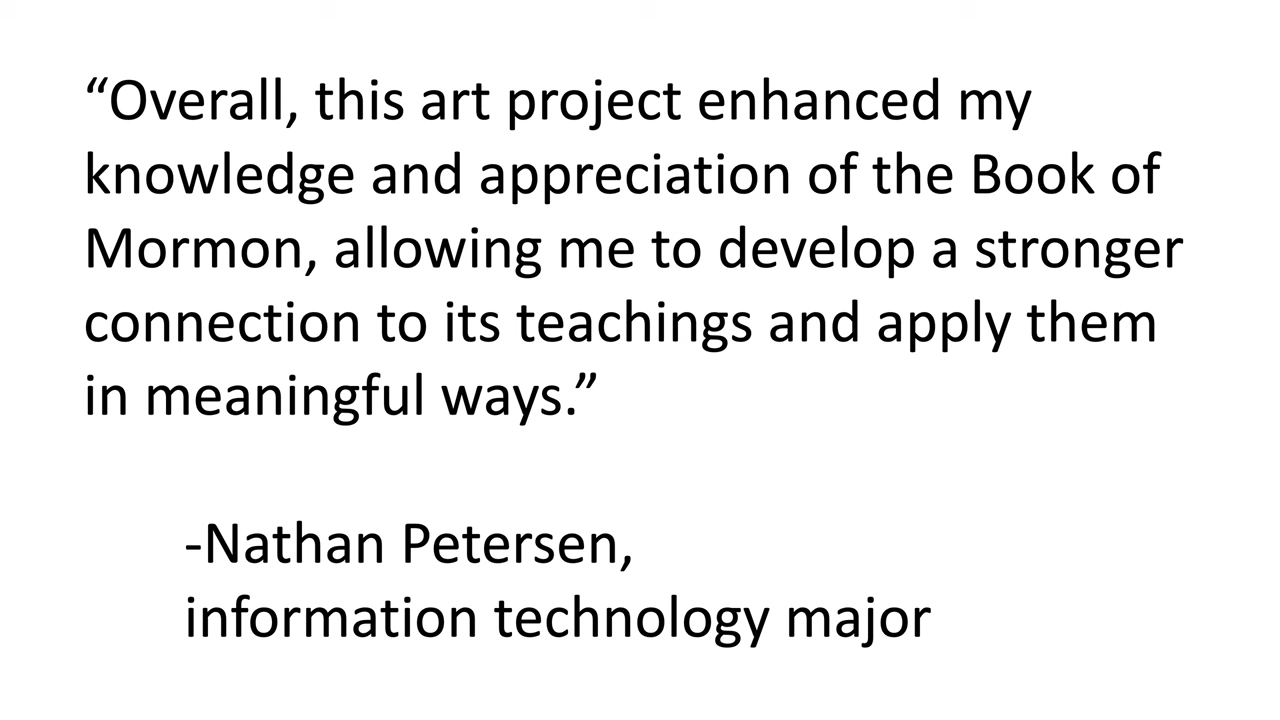 “Overall, this art project enhanced my
knowledge and appreciation of the Book of
Mormon, allowing me to develop a stronger
connection to its teachings and apply them
in meaningful ways.”
-Nathan Petersen,
information technology major